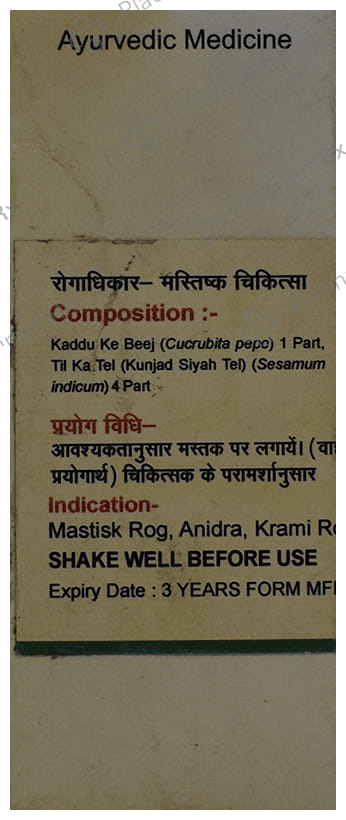 Ayurvedic Medicine
रोगाधिकार– मस्तिष्क चिकित्सा
Composition :-
Kaddu Ke Beej (Cucrubita pepo) 1 Part,
Til Ka Tel (Kunjad Siyah Tel) (Sesamum
indicum) 4 Part
प्रयोग विधि–
आवश्यकतानुसार मस्तक पर लगायें। (वा
प्रयोगार्थ) चिकित्सक के परामर्शानुसार
Indication-
Mastisk Rog, Anidra, Krami R
SHAKE WELL BEFORE USE
Expiry Date : 3 YEARS FORM MF